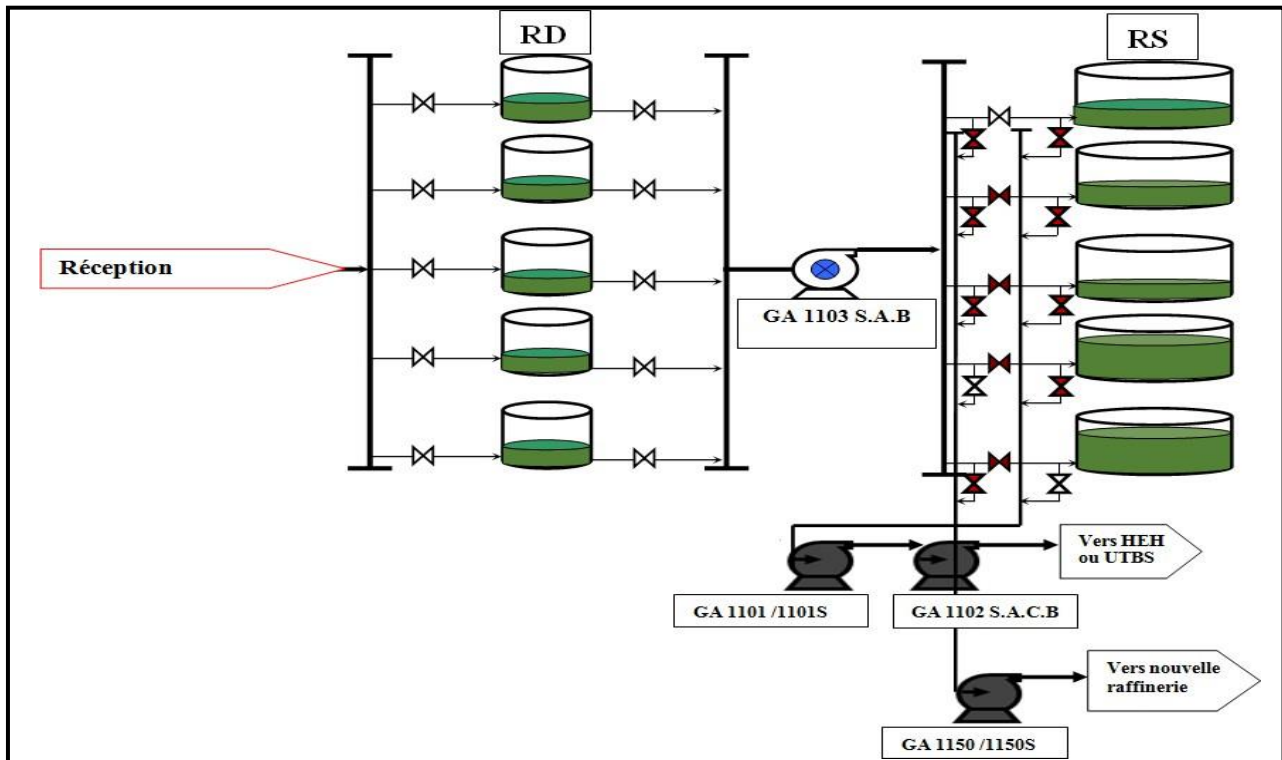 RD
RS
Réception
GA 1103 S.A.B
Vers HEH
ou UTBS
GA 1101 /1101S
GA 1102 S.A.C.B
Vers nouvelle
raffinerie
GA 1150 /1150S